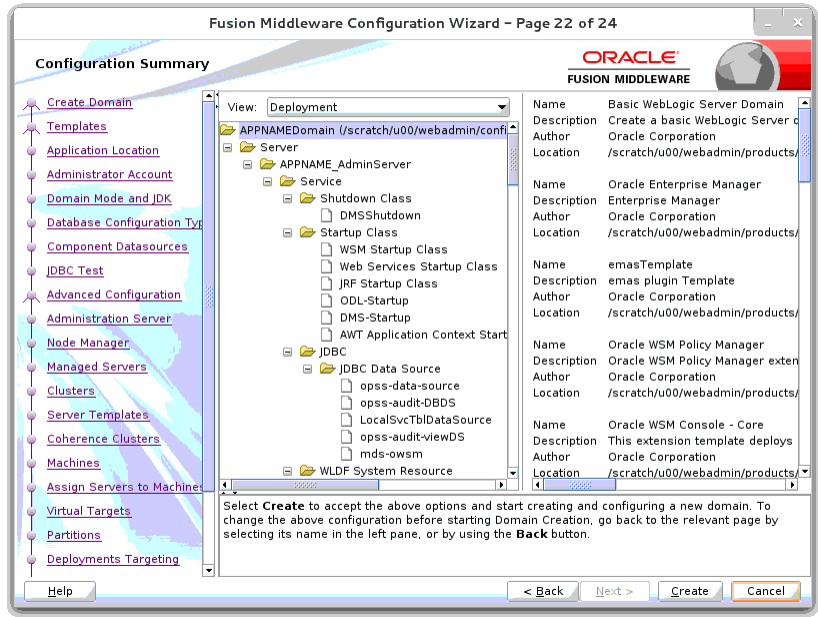 Fusion Middleware Configuration Wizard - Page 22 of 24
Configuration Summary
ORACLE
FUSION MIDDLEWARE
Create Domain
Templates
Application Location
Administrator Account
Domain Mode and JDK
Database Configuration Typ
Component Datasources
JDBC Test
Advanced Configuration
Administration Server
Node Manager
Managed Servers
Clusters
Server Templates
Coherence Clusters
Machines
Assign Servers to Machines
Virtual Targets
Partitions
Deployments Targeting
View: Deployment
APPNAMEDomain (/scratch/u00/webadmin/confi
Server
APPNAME_AdminServer
Service
Shutdown Class
DMSShutdown
Startup Class
WSM Startup Class
Web Services Startup Class
JRF Startup Class
ODL-Startup
DMS-Startup
AWT Application Context Start
JDBC
JDBC Data Source
opss-data-source
opss-audit-DBDS
LocalSvcTblDataSource
opss-audit-viewDS
mds-owsm
WLDF System Resource
Name Basic WebLogic Server Domain
Description Create a basic WebLogic Server d
Author Oracle Corporation
Location /scratch/u00/webadmin/products/
Name Oracle Enterprise Manager
Description Enterprise Manager
Author Oracle Corporation
Location /scratch/u00/webadmin/products/
Name emasTemplate
Description emas plugin Template
Author Oracle Corporation
Location /scratch/u00/webadmin/products/
Name Oracle WSM Policy Manager
Description Oracle WSM Policy Manager exten
Author Oracle Corporation
Location /scratch/u00/webadmin/products/
Name Oracle WSM Console - Core
Description This extension template deploys
Author Oracle Corporation
Location /scratch/u00/webadmin/products/
Select Create to accept the above options and start creating and configuring a new domain. To
change the above configuration before starting Domain Creation, go back to the relevant page by
selecting its name in the left pane, or by using the Back button.
Help
< Back
Next >
Create
Cancel